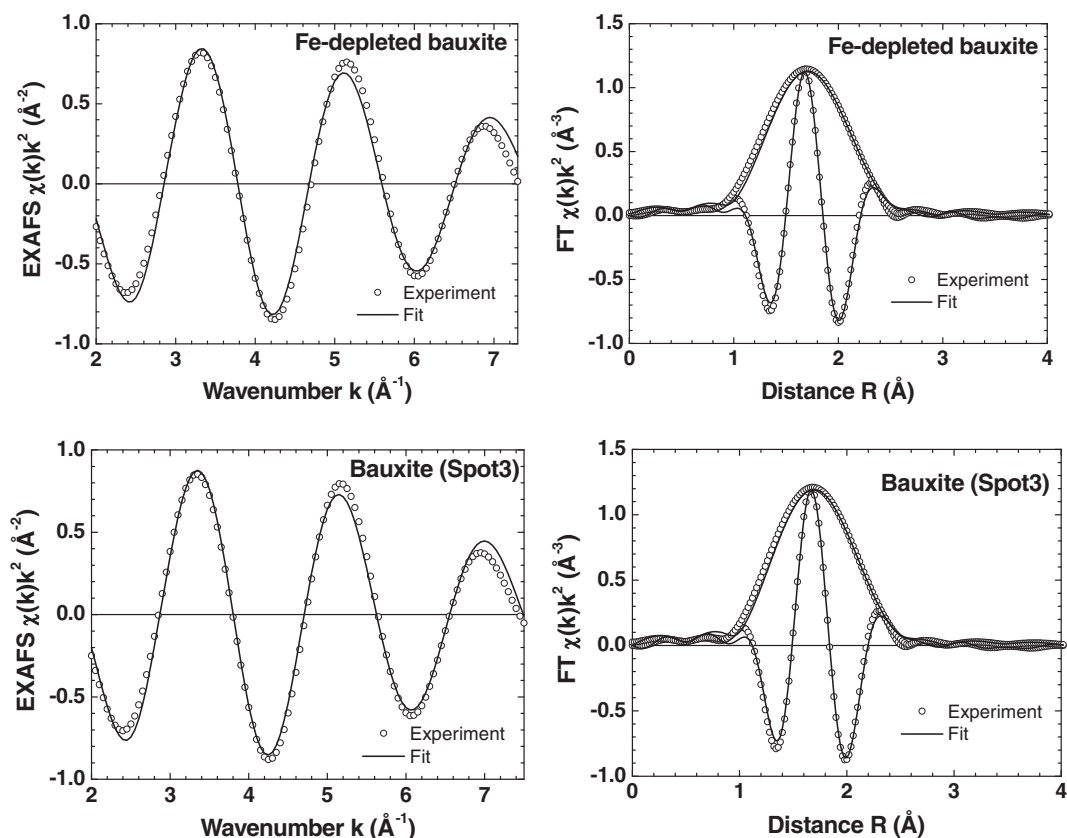 Fe-depleted bauxite
EXAFS χ(k)k² (Å⁻²)
1.0
0.5
0.0
-0.5
-1.0
Experiment
Fit
2 3 4 5 6 7
Wavenumber k (Å⁻¹)
Fe-depleted bauxite
FT χ(k)k² (Å⁻³)
1.5
1.0
0.5
0.0
-0.5
-1.0
Experiment
Fit
0 1 2 3 4
Distance R (Å)
Bauxite (Spot3)
EXAFS χ(k)k² (Å⁻²)
1.0
0.5
0.0
-0.5
-1.0
Experiment
Fit
2 3 4 5 6 7
Wavenumber k (Å⁻¹)
Bauxite (Spot3)
FT χ(k)k² (Å⁻³)
1.5
1.0
0.5
0.0
-0.5
-1.0
Experiment
Fit
0 1 2 3 4
Distance R (Å)